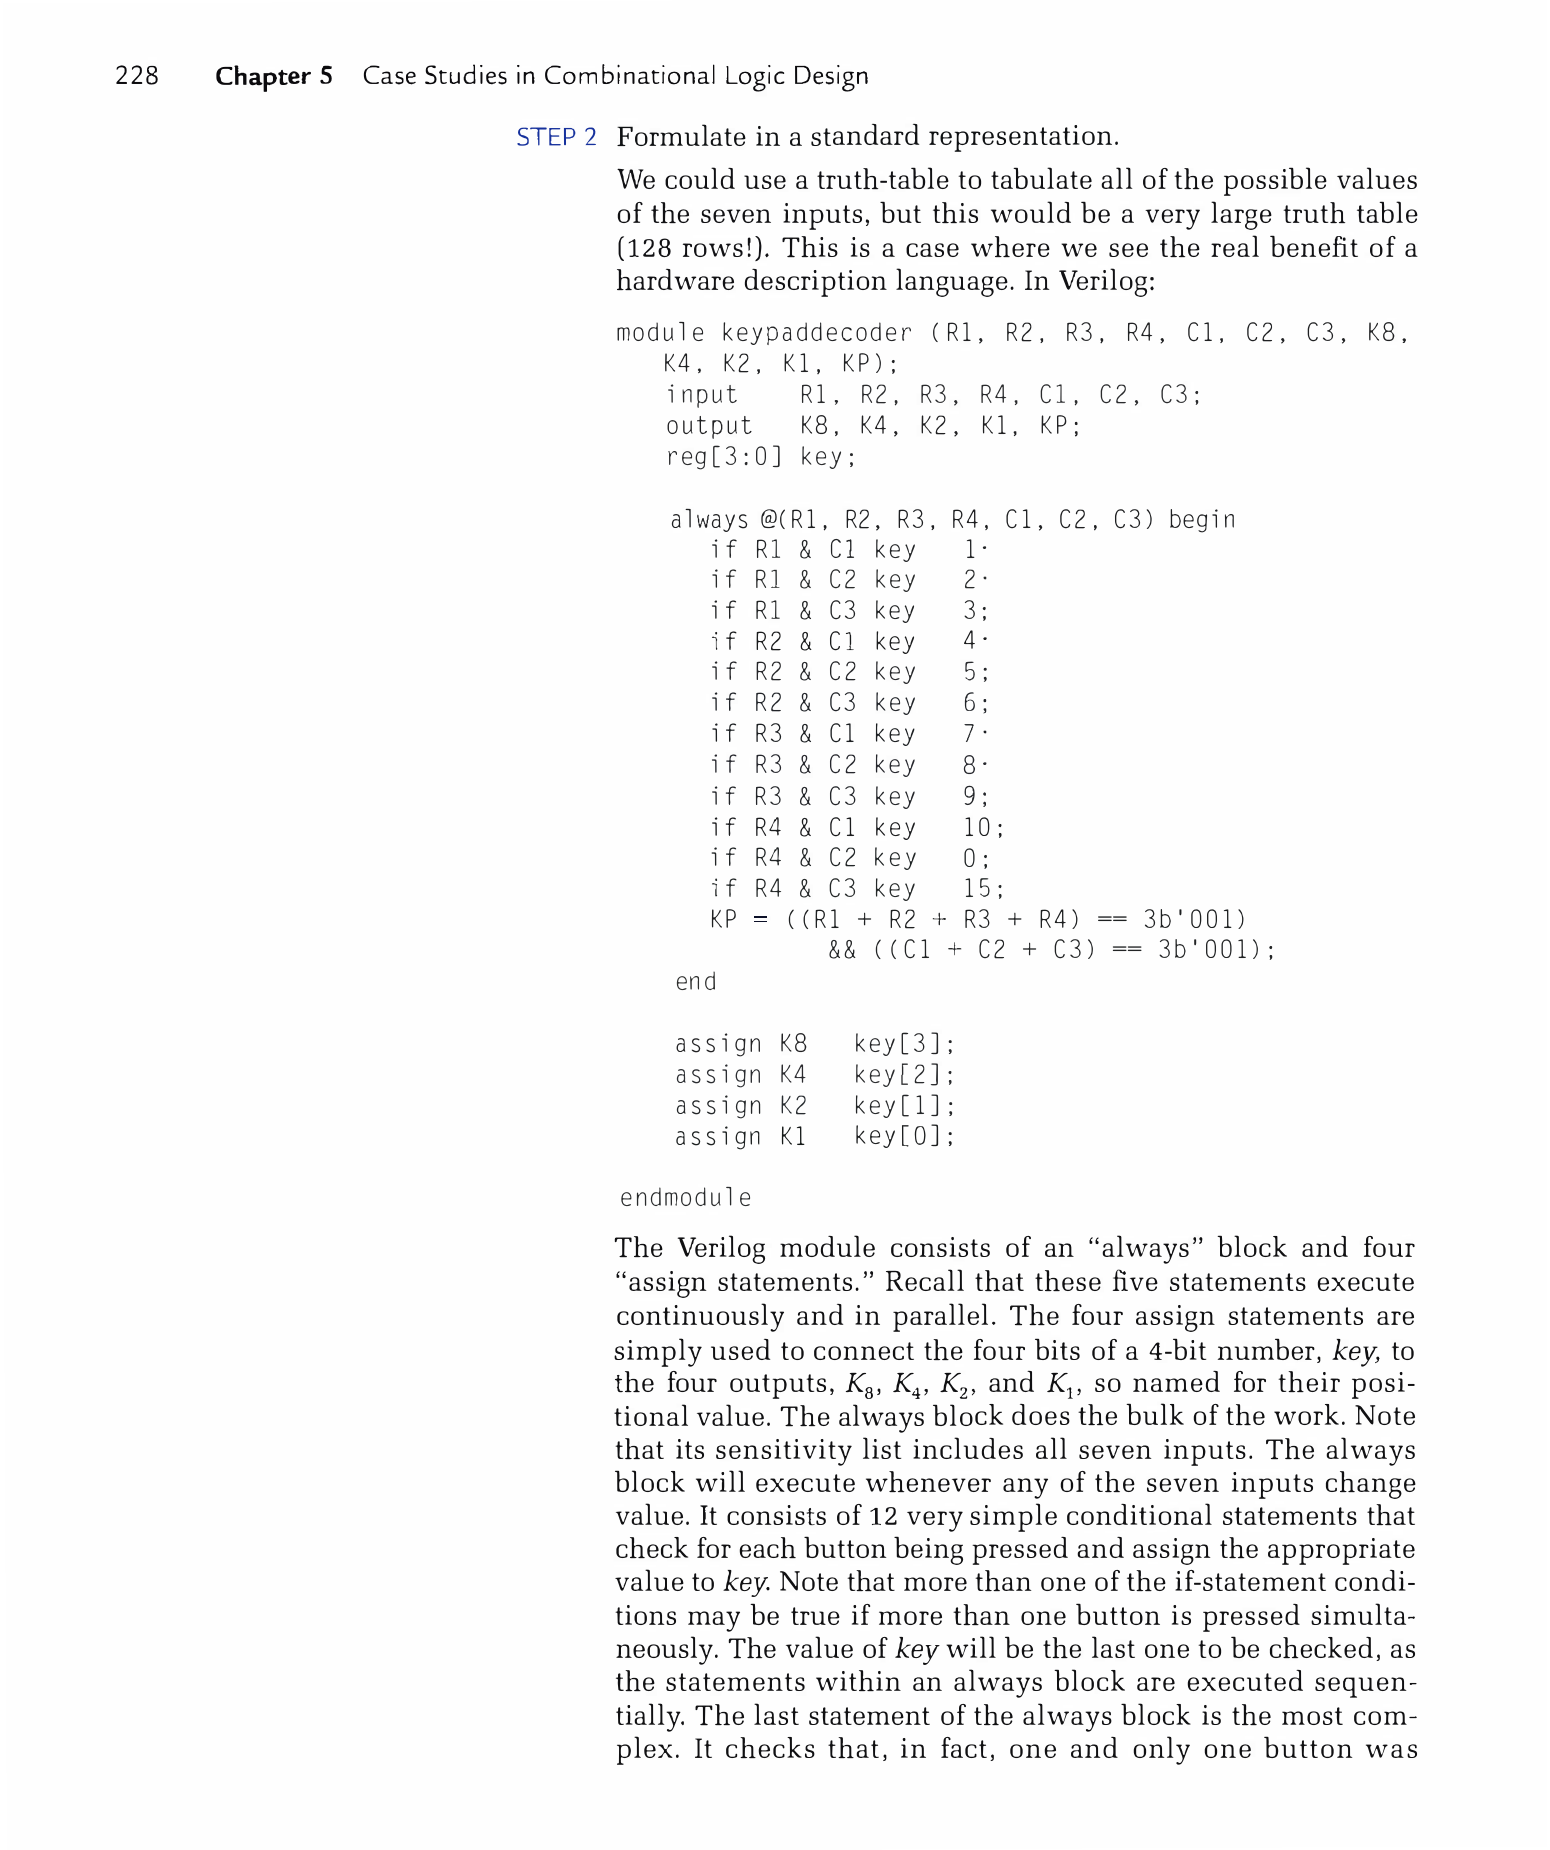 228 Chapter 5 Case Studies in Combinational Logic Design
STEP 2 Formulate in a standard representation.
We could use a truth-table to tabulate all of the possible values
of the seven inputs, but this would be a very large truth table
(128 rows!). This is a case where we see the real benefit of a
hardware description language. In Verilog:
module keypaddecoder (R1, R2, R3, R4, C1, C2, C3, K8,
K4, K2, K1, KP);
input R1, R2, R3, R4, C1, C2, C3;
output K8, K4, K2, K1, KP;
reg[3:0] key;
always @(R1, R2, R3, R4, C1, C2, C3) begin
if R1 & C1 key 1·
if R1 & C2 key 2·
if R1 & C3 key 3;
if R2 & C1 key 4·
if R2 & C2 key 5;
if R2 & C3 key 6;
if R3 & C1 key 7·
if R3 & C2 key 8·
if R3 & C3 key 9;
if R4 & C1 key 10;
if R4 & C2 key 0;
if R4 & C3 key 15;
KP = ((R1 + R2 + R3 + R4) == 3b'001)
&& ((C1 + C2 + C3) == 3b'001);
end
assign K8 key[3];
assign K4 key[2];
assign K2 key[1];
assign K1 key[0];
endmodule
The Verilog module consists of an “always” block and four
“assign statements.” Recall that these five statements execute
continuously and in parallel. The four assign statements are
simply used to connect the four bits of a 4-bit number, key, to
the four outputs, K₈, K₄, K₂, and K₁, so named for their posi-
tional value. The always block does the bulk of the work. Note
that its sensitivity list includes all seven inputs. The always
block will execute whenever any of the seven inputs change
value. It consists of 12 very simple conditional statements that
check for each button being pressed and assign the appropriate
value to key. Note that more than one of the if-statement condi-
tions may be true if more than one button is pressed simulta-
neously. The value of key will be the last one to be checked, as
the statements within an always block are executed sequen-
tially. The last statement of the always block is the most com-
plex. It checks that, in fact, one and only one button was